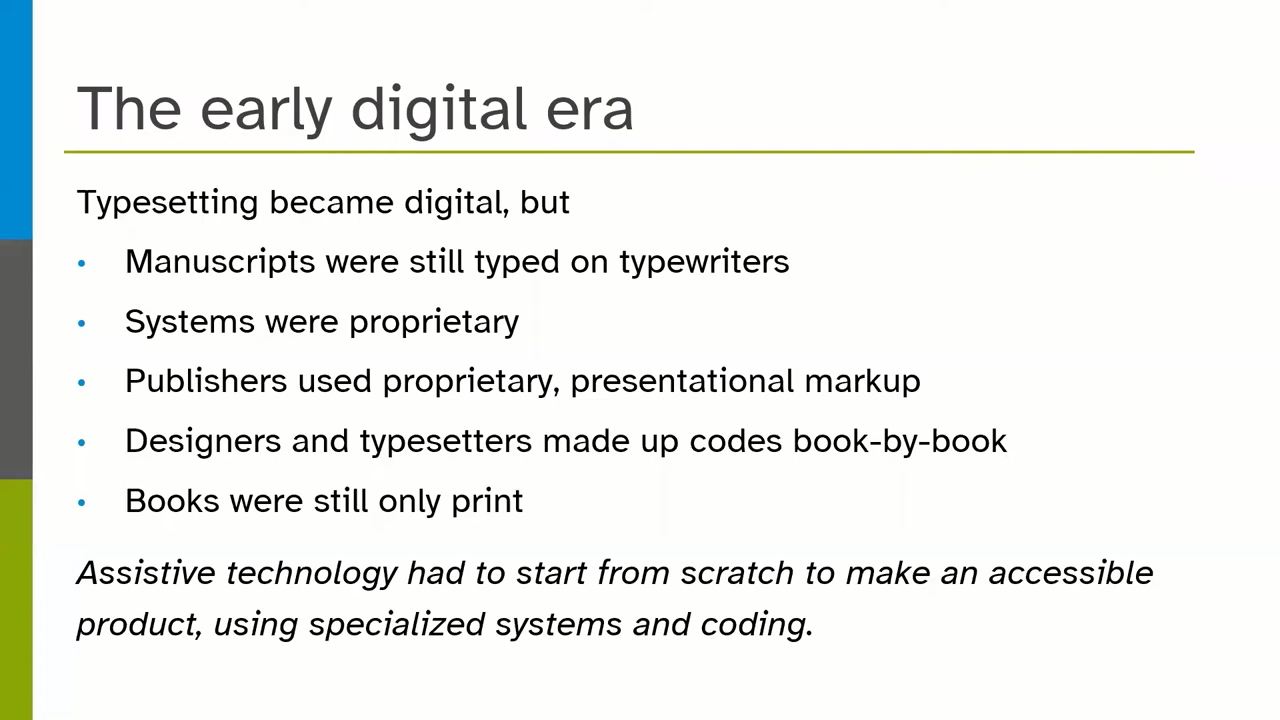 The early digital era
Typesetting became digital, but
• Manuscripts were still typed on typewriters
• Systems were proprietary
• Publishers used proprietary, presentational markup
• Designers and typesetters made up codes book-by-book
• Books were still only print
Assistive technology had to start from scratch to make an accessible
product, using specialized systems and coding.